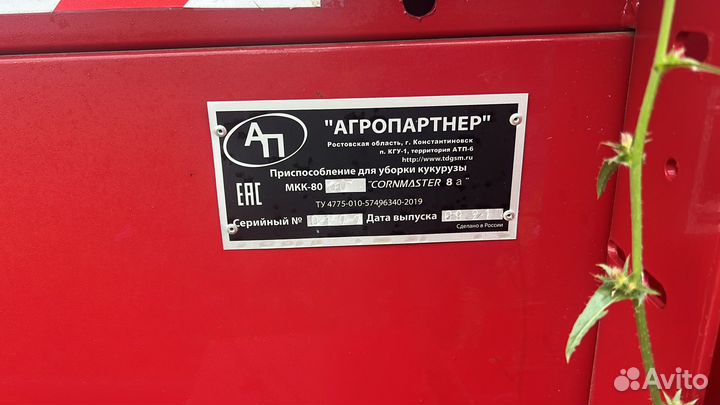 АП
"АГРОПАРТНЕР"
Ростовская область, г. Константиновск
п. КГУ-1, территория АТП-6
http://www.tdgsm.ru
Приспособление для уборки кукурузы
МКК-80 "CORNMASTER 8 а"
EAC
ТУ 4775-010-57496340-2019
Серийный № Дата выпуска
Сделано в России
Avito